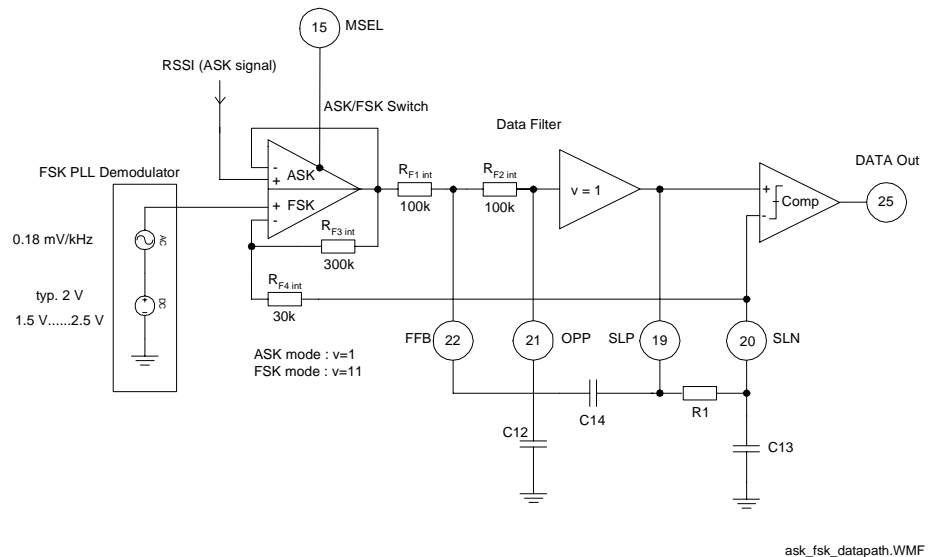 15
MSEL
RSSI (ASK signal)
ASK/FSK Switch
Data Filter
DATA Out
FSK PLL Demodulator
-
+
ASK
+
FSK
-
RF1 int
100k
RF2 int
100k
v = 1
+
-
Comp
25
0.18 mV/kHz
AC
RF3 int
300k
typ. 2 V
1.5 V......2.5 V
+
-
DC
RF4 int
30k
FFB
22
21
OPP
SLP
19
20
SLN
ASK mode : v=1
FSK mode : v=11
C14
R1
C12
C13
ask_fsk_datapath.WMF